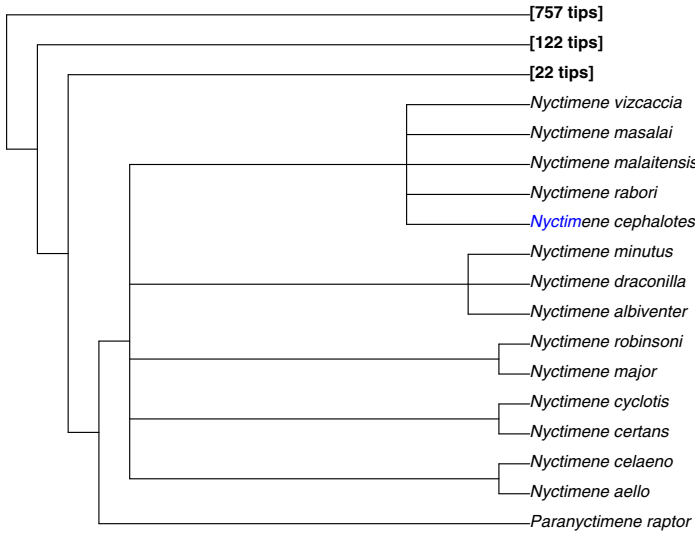 [757 tips]
[122 tips]
[22 tips]
Nyctimene vizcaccia
Nyctimene masalai
Nyctimene malaitensis
Nyctimene rabori
Nyctimene cephalotes
Nyctimene minutus
Nyctimene draconilla
Nyctimene albiventer
Nyctimene robinsoni
Nyctimene major
Nyctimene cyclotis
Nyctimene certans
Nyctimene celaeno
Nyctimene aello
Paranyctimene raptor